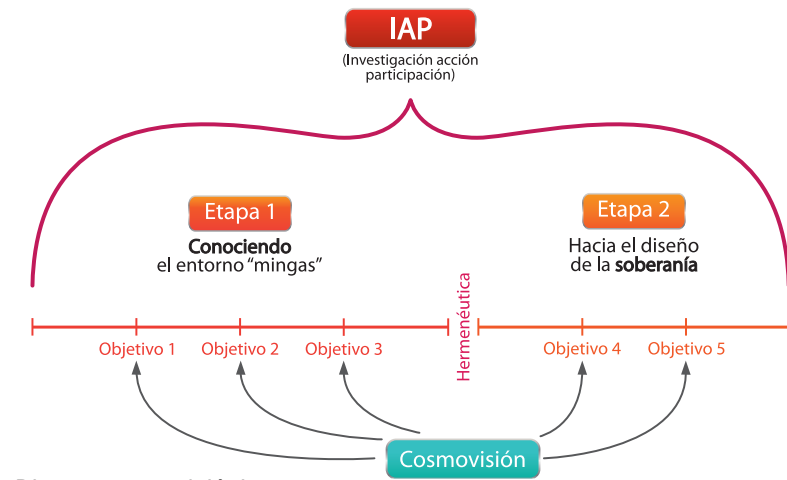 IAP
(Investigación acción
participación)
Etapa 1
Conociendo
el entorno “mingas”
Etapa 2
Hacia el diseño
de la soberanía
Hermenéutica
Objetivo 1
Objetivo 2
Objetivo 3
Objetivo 4
Objetivo 5
Cosmovisión